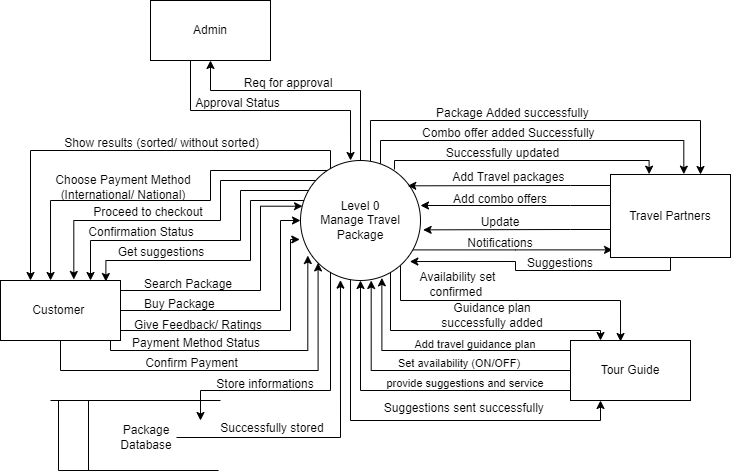 Admin
Req for approval
Approval Status
Package Added successfully
Show results (sorted/ without sorted)
Combo offer added Successfully
Successfully updated
Choose Payment Method
(International/ National)
Add Travel packages
Level 0
Manage Travel
Package
Add combo offers
Travel Partners
Proceed to checkout
Update
Confirmation Status
Notifications
Get suggestions
Suggestions
Search Package
Availability set
confirmed
Customer
Buy Package
Guidance plan
successfully added
Give Feedback/ Ratings
Payment Method Status
Add travel guidance plan
Confirm Payment
Set availability (ON/OFF)
Tour Guide
Store informations
provide suggestions and service
Suggestions sent successfully
Package
Database
Successfully stored